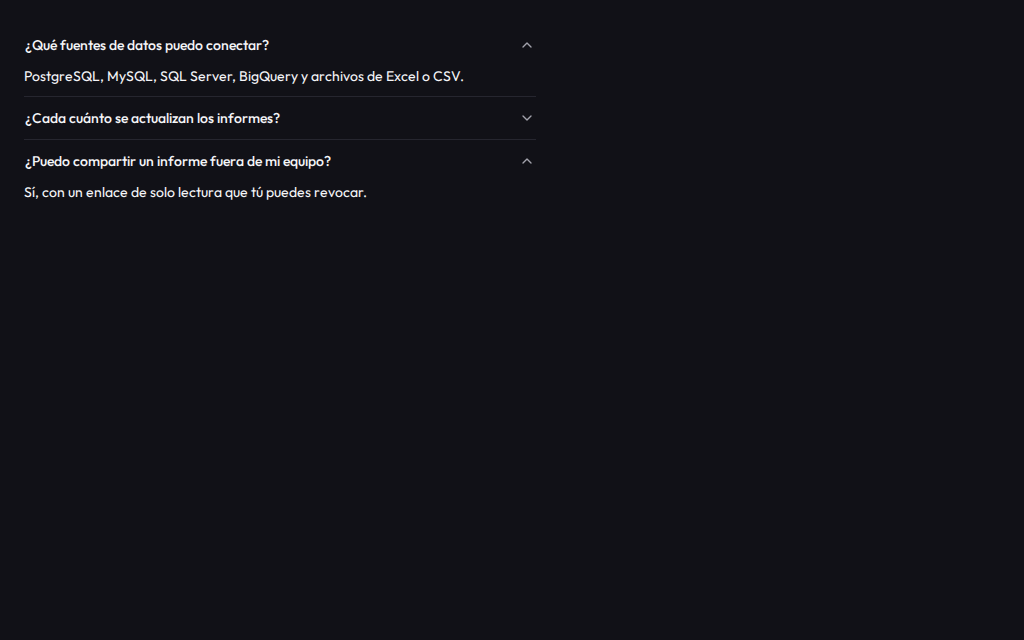 ¿Qué fuentes de datos puedo conectar?
PostgreSQL, MySQL, SQL Server, BigQuery y archivos de Excel o CSV.
¿Cada cuánto se actualizan los informes?
¿Puedo compartir un informe fuera de mi equipo?
Sí, con un enlace de solo lectura que tú puedes revocar.